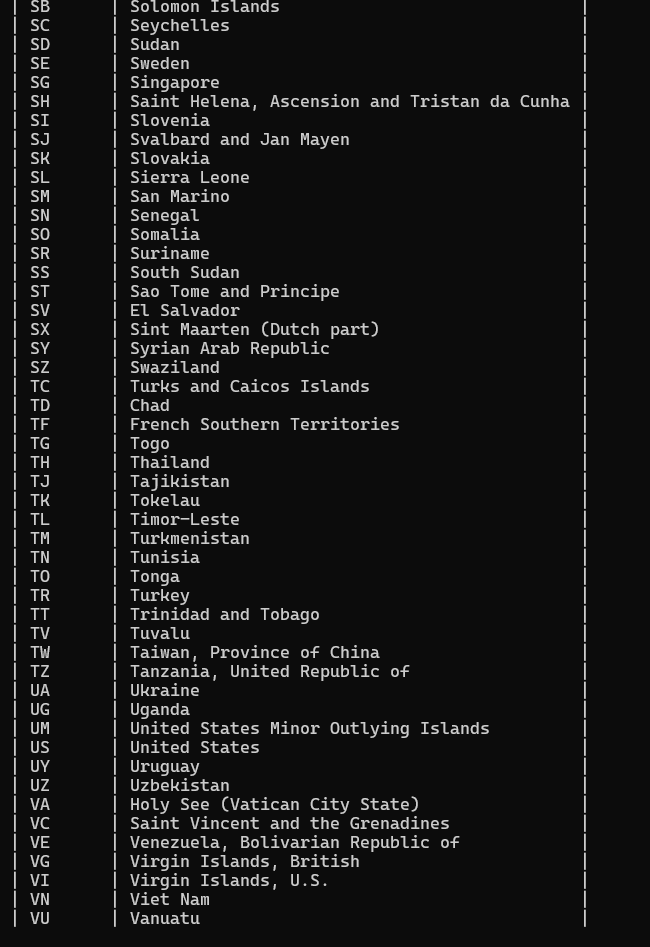 | SB | Solomon Islands |
| SC | Seychelles |
| SD | Sudan |
| SE | Sweden |
| SG | Singapore |
| SH | Saint Helena, Ascension and Tristan da Cunha |
| SI | Slovenia |
| SJ | Svalbard and Jan Mayen |
| SK | Slovakia |
| SL | Sierra Leone |
| SM | San Marino |
| SN | Senegal |
| SO | Somalia |
| SR | Suriname |
| SS | South Sudan |
| ST | Sao Tome and Principe |
| SV | El Salvador |
| SX | Sint Maarten (Dutch part) |
| SY | Syrian Arab Republic |
| SZ | Swaziland |
| TC | Turks and Caicos Islands |
| TD | Chad |
| TF | French Southern Territories |
| TG | Togo |
| TH | Thailand |
| TJ | Tajikistan |
| TK | Tokelau |
| TL | Timor-Leste |
| TM | Turkmenistan |
| TN | Tunisia |
| TO | Tonga |
| TR | Turkey |
| TT | Trinidad and Tobago |
| TV | Tuvalu |
| TW | Taiwan, Province of China |
| TZ | Tanzania, United Republic of |
| UA | Ukraine |
| UG | Uganda |
| UM | United States Minor Outlying Islands |
| US | United States |
| UY | Uruguay |
| UZ | Uzbekistan |
| VA | Holy See (Vatican City State) |
| VC | Saint Vincent and the Grenadines |
| VE | Venezuela, Bolivarian Republic of |
| VG | Virgin Islands, British |
| VI | Virgin Islands, U.S. |
| VN | Viet Nam |
| VU | Vanuatu |